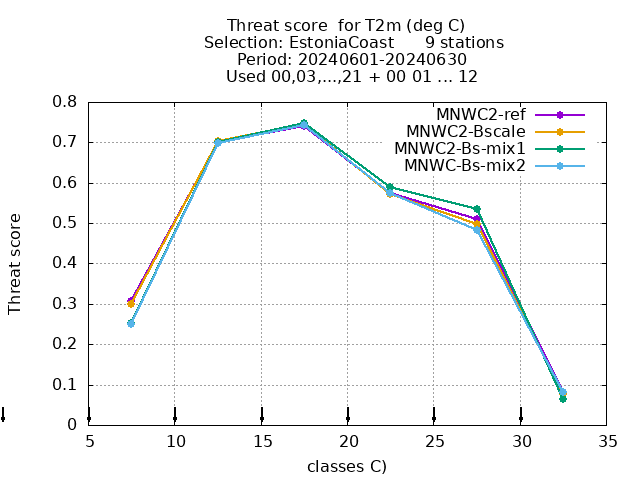 Threat score  for T2m (deg C)
Selection: EstoniaCoast      9 stations
Period: 20240601-20240630
Used 00,03,...,21 + 00 01 ... 12
MNWC2-ref
MNWC2-Bscale
MNWC2-Bs-mix1
MNWC-Bs-mix2
Threat score
0.8
0.7
0.6
0.5
0.4
0.3
0.2
0.1
0
5 10 15 20 25 30 35
classes C)